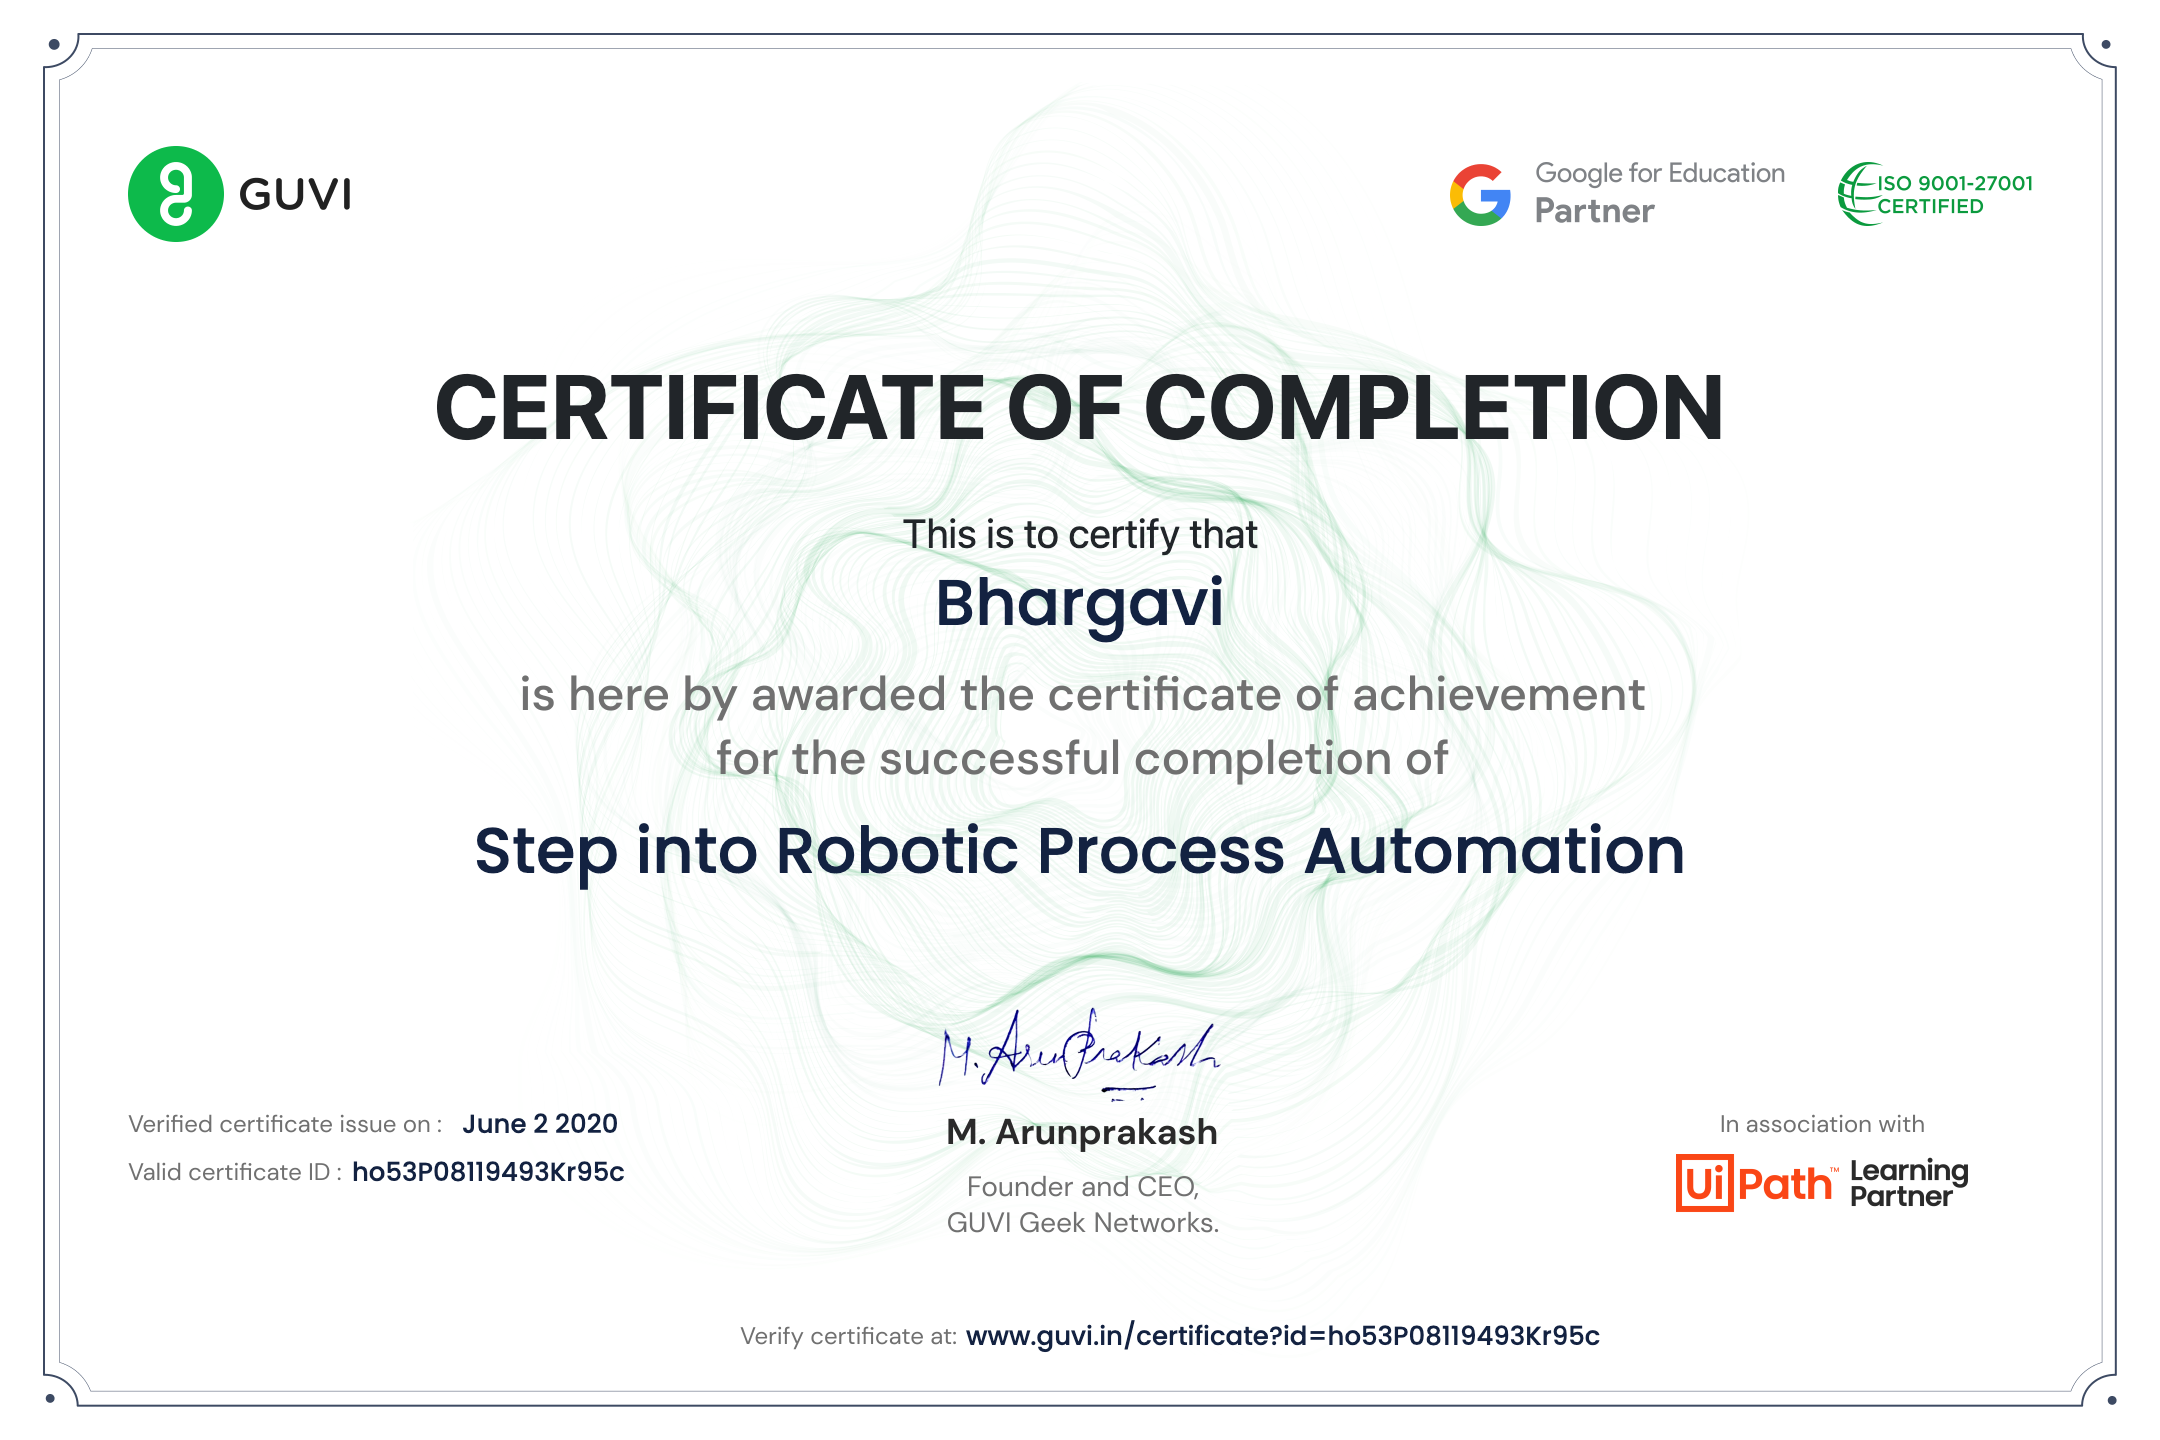 GUVI
Google for Education
Partner
ISO 9001-27001
CERTIFIED
CERTIFICATE OF COMPLETION
This is to certify that
Bhargavi
is here by awarded the certificate of achievement
for the successful completion of
Step into Robotic Process Automation
M. ArunPrakash
M. Arunprakash
Founder and CEO,
GUVI Geek Networks.
Verified certificate issue on : June 2 2020
Valid certificate ID : ho53P08119493Kr95c
In association with
UiPath™ Learning
Partner
Verify certificate at: www.guvi.in/certificate?id=ho53P08119493Kr95c